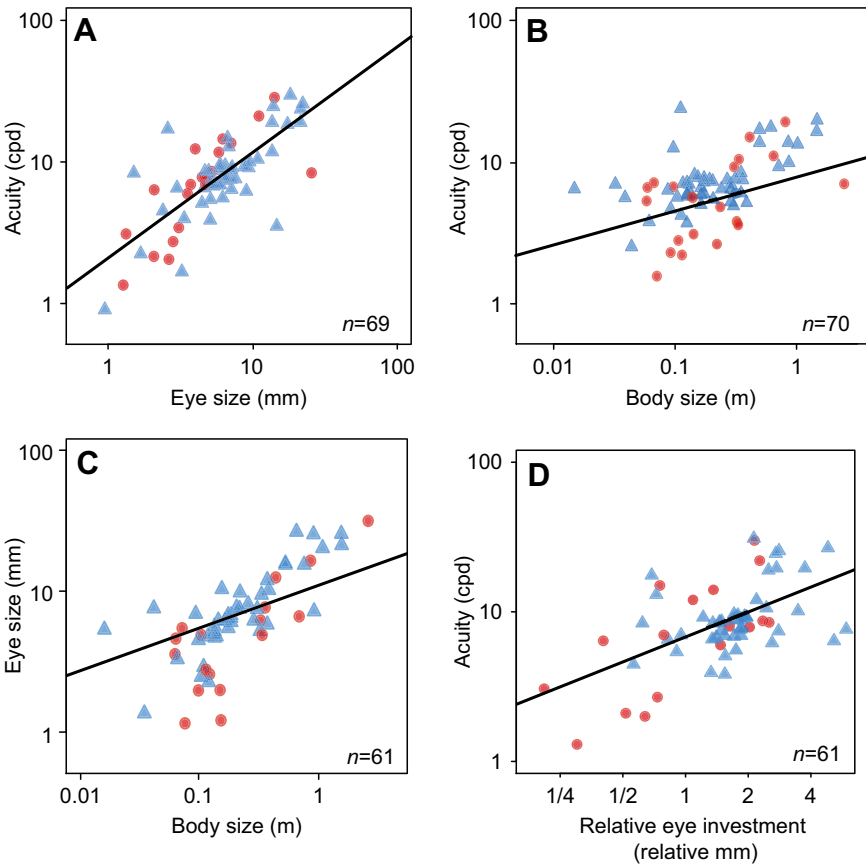 A
Acuity (cpd)
100
10
1
n=69
1
10
100
Eye size (mm)
B
Acuity (cpd)
100
10
1
n=70
0.01
0.1
1
Body size (m)
C
Eye size (mm)
100
10
1
n=61
0.01
0.1
1
Body size (m)
D
Acuity (cpd)
100
10
1
n=61
1/4
1/2
1
2
4
Relative eye investment
(relative mm)